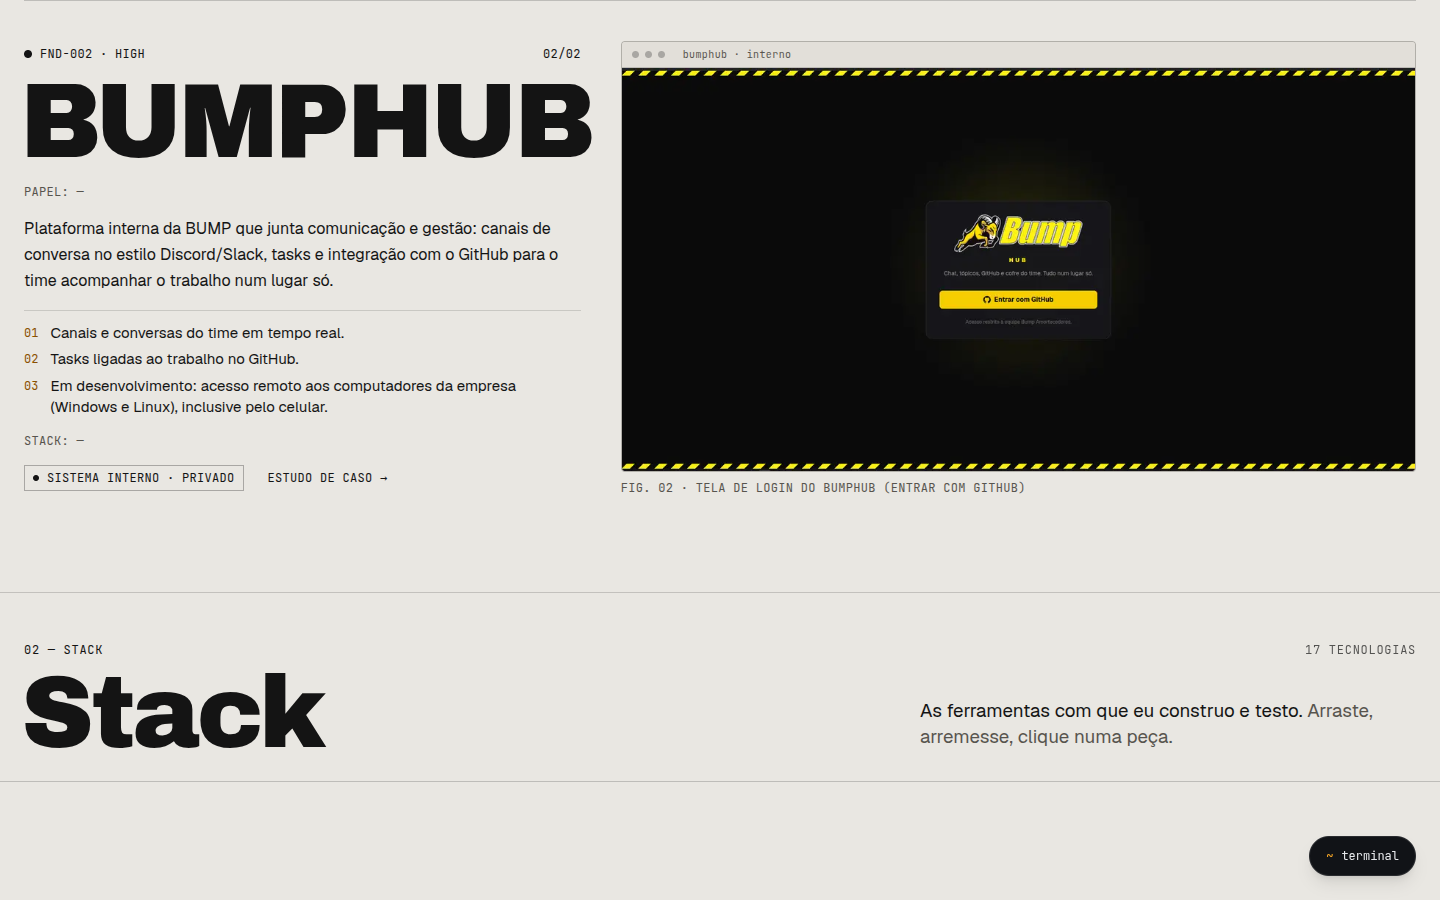 FND-002 · HIGH
02/02
BUMPHUB
PAPEL: —
Plataforma interna da BUMP que junta comunicação e gestão: canais de
conversa no estilo Discord/Slack, tasks e integração com o GitHub para o
time acompanhar o trabalho num lugar só.
01 Canais e conversas do time em tempo real.
02 Tasks ligadas ao trabalho no GitHub.
03 Em desenvolvimento: acesso remoto aos computadores da empresa
(Windows e Linux), inclusive pelo celular.
STACK: —
SISTEMA INTERNO · PRIVADO
ESTUDO DE CASO →
bumphub · interno
Bump
HUB
Chat, tópicos, GitHub e cofre do time. Tudo num lugar só.
Entrar com GitHub
Acesso restrito à equipe Bump
FIG. 02 · TELA DE LOGIN DO BUMPHUB (ENTRAR COM GITHUB)
02 — STACK
17 TECNOLOGIAS
Stack
As ferramentas com que eu construo e testo. Arraste,
arremesse, clique numa peça.
~ terminal